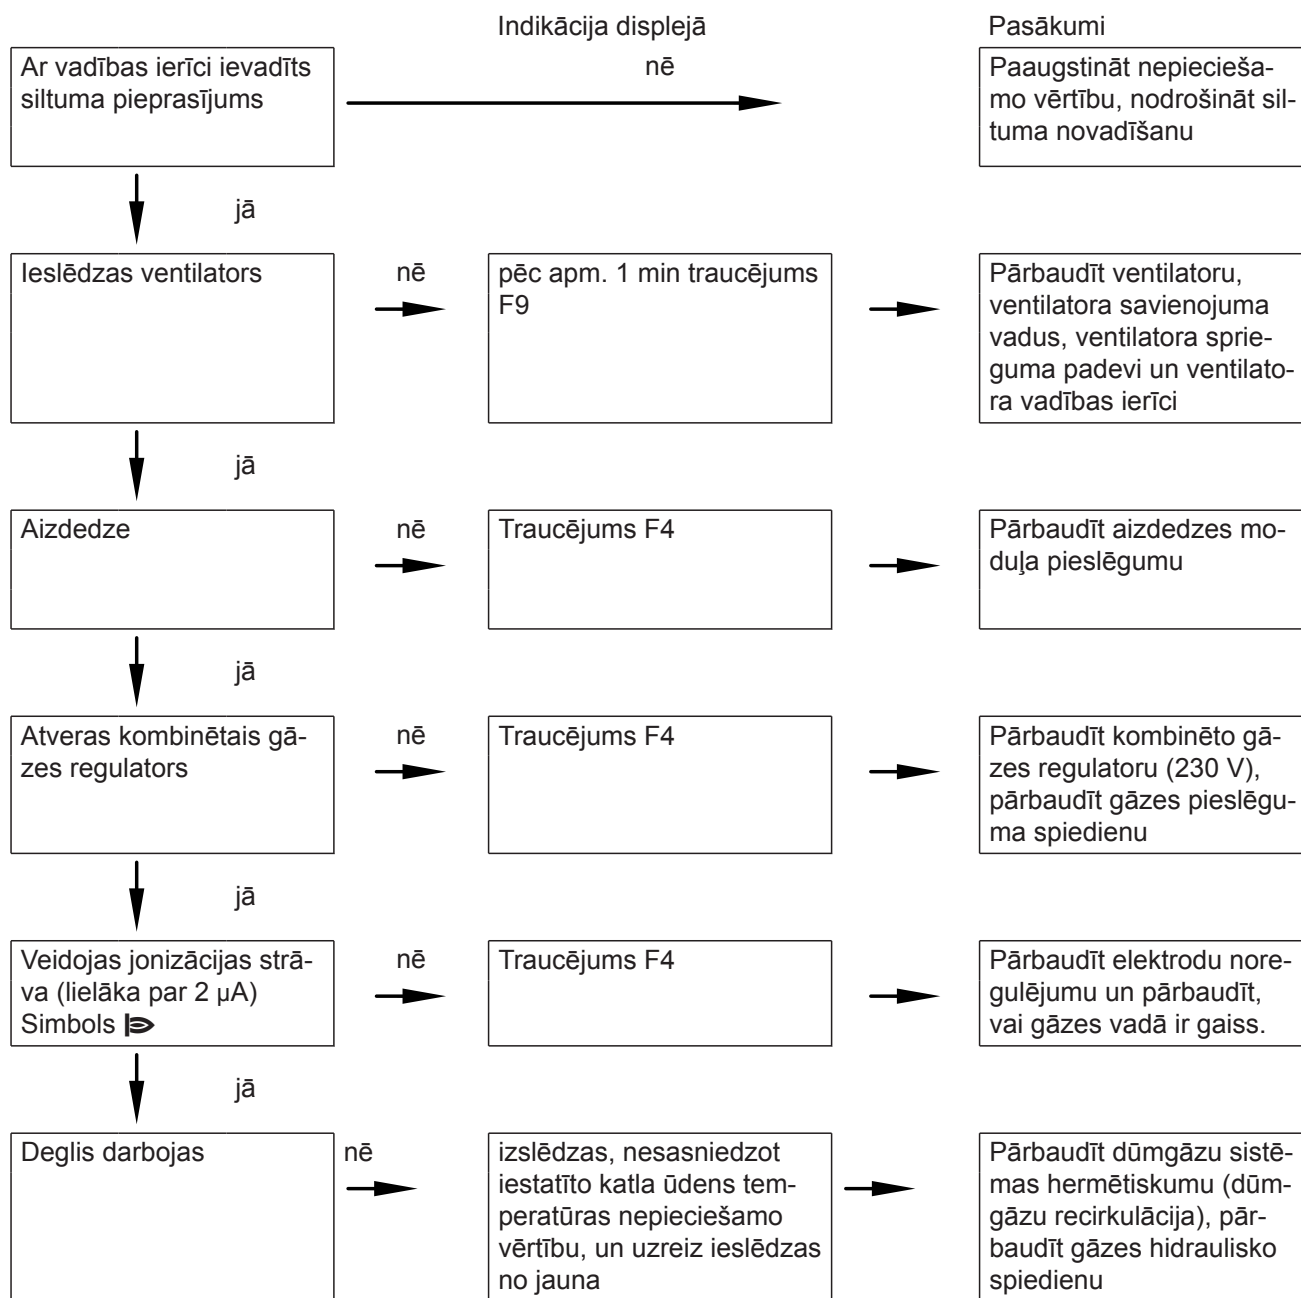 Indikācija displejā
Pasākumi
Ar vadības ierīci ievadīts
siltuma pieprasījums
nē
Paaugstināt nepiecieša-
mo vērtību, nodrošināt sil-
tuma novadīšanu
jā
Ieslēdzas ventilators
nē
pēc apm. 1 min traucējums
F9
Pārbaudīt ventilatoru,
ventilatora savienojuma
vadus, ventilatora sprie-
guma padevi un ventilato-
ra vadības ierīci
jā
Aizdedze
nē
Traucējums F4
Pārbaudīt aizdedzes mo-
duļa pieslēgumu
jā
Atveras kombinētais gā-
zes regulators
nē
Traucējums F4
Pārbaudīt kombinēto gā-
zes regulatoru (230 V),
pārbaudīt gāzes pieslēgu-
ma spiedienu
jā
Veidojas jonizācijas strā-
va (lielāka par 2 μA)
Simbols
nē
Traucējums F4
Pārbaudīt elektrodu nore-
gulējumu un pārbaudīt,
vai gāzes vadā ir gaiss.
jā
Deglis darbojas
nē
izslēdzas, nesasniedzot
iestatīto katla ūdens tem-
peratūras nepieciešamo
vērtību, un uzreiz ieslēdzas
no jauna
Pārbaudīt dūmgāzu sistē-
mas hermētiskumu (dūm-
gāzu recirkulācija), pār-
baudīt gāzes hidraulisko
spiedienu